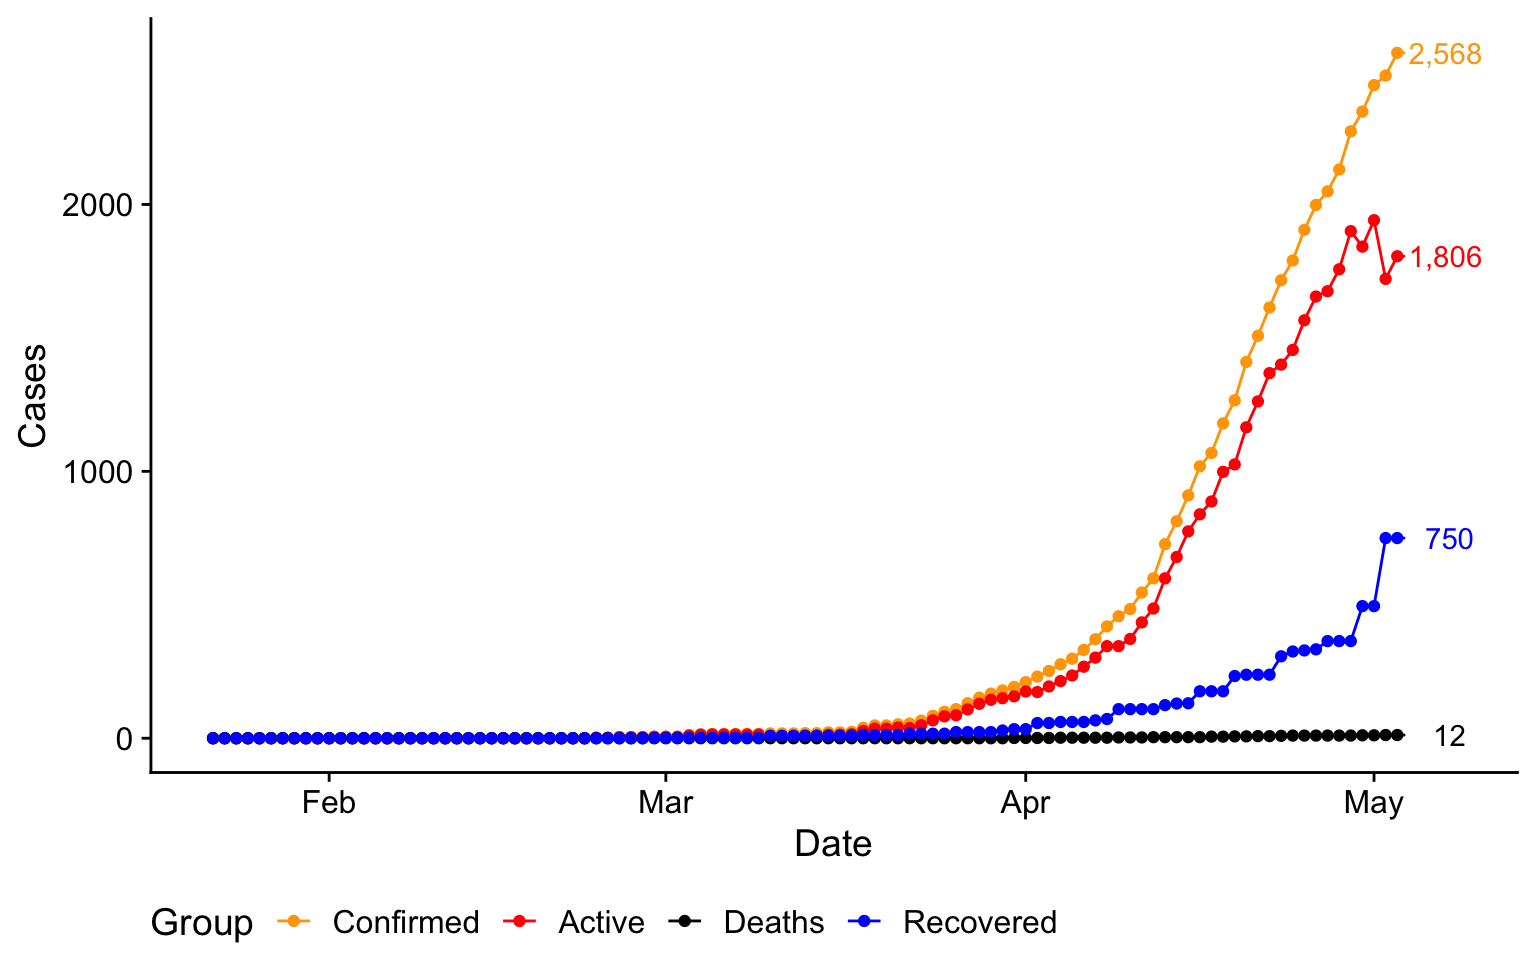 2,568
2000
1,806
Cases
1000
750
0
12
Feb Mar Apr May
Date
Group Confirmed Active Deaths Recovered